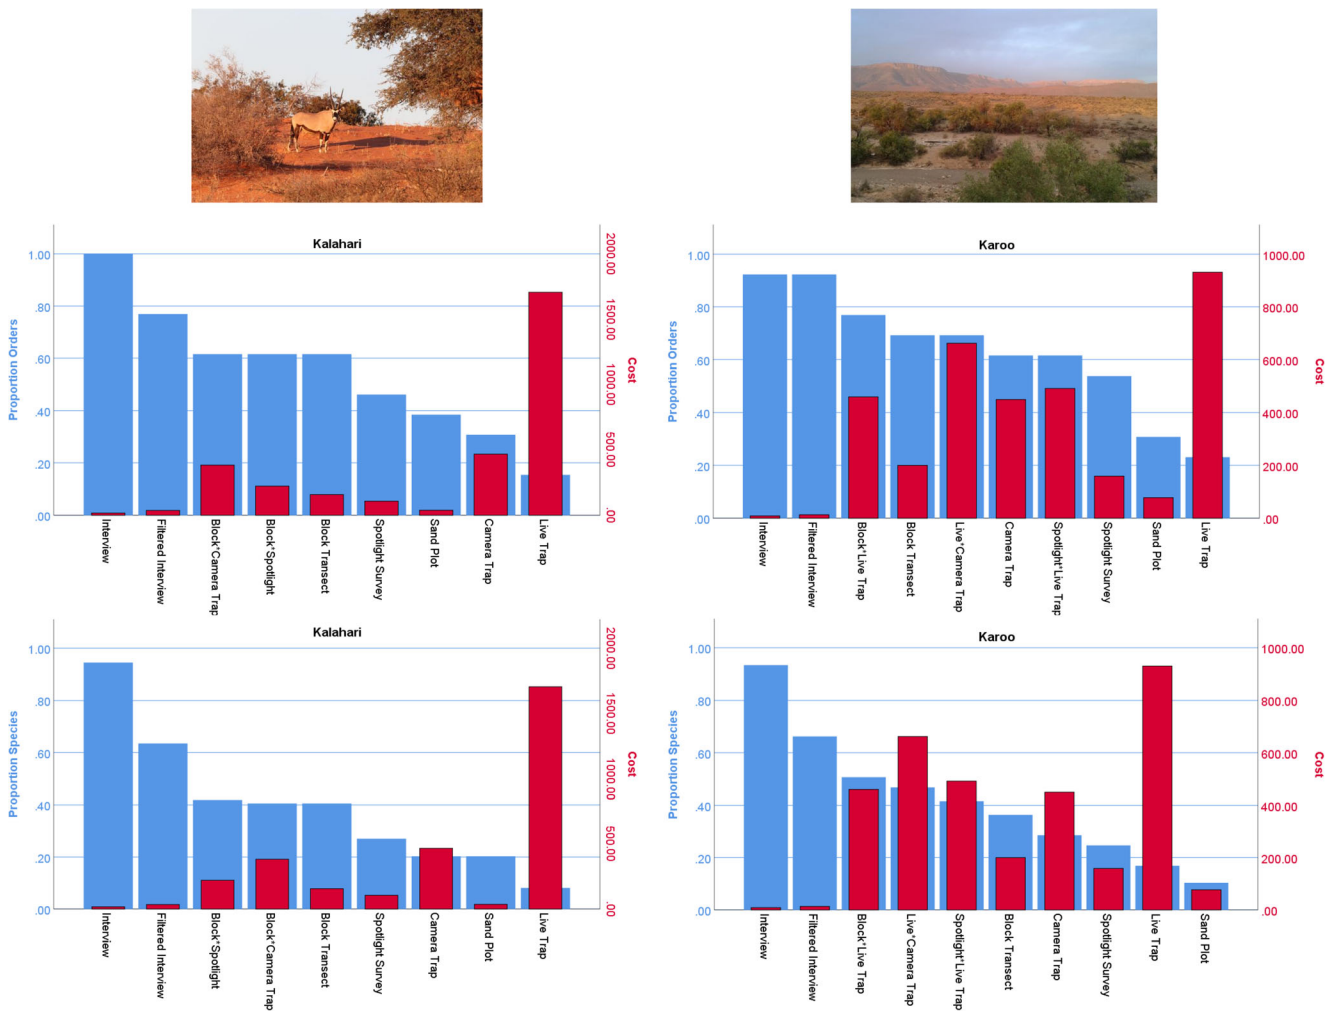 Kalahari
Proportion Orders
1.00
.80
.60
.40
.20
.00
2000.00
1500.00
1000.00
500.00
.00
Cost
Interview
Filtered Interview
Block*Camera Trap
Block*Spotlight
Block Transect
Spotlight Survey
Sand Plot
Camera Trap
Live Trap
Karoo
Proportion Orders
1.00
.80
.60
.40
.20
.00
1000.00
800.00
600.00
400.00
200.00
.00
Cost
Interview
Filtered Interview
Block*Live Trap
Block Transect
Live*Camera Trap
Camera Trap
Spotlight*Live Trap
Spotlight Survey
Sand Plot
Live Trap
Kalahari
Proportion Species
1.00
.80
.60
.40
.20
.00
2000.00
1500.00
1000.00
500.00
.00
Cost
Interview
Filtered Interview
Block*Spotlight
Block*Camera Trap
Block Transect
Spotlight Survey
Camera Trap
Sand Plot
Live Trap
Karoo
Proportion Species
1.00
.80
.60
.40
.20
.00
1000.00
800.00
600.00
400.00
200.00
.00
Cost
Interview
Filtered Interview
Block*Live Trap
Live*Camera Trap
Spotlight*Live Trap
Block Transect
Camera Trap
Spotlight Survey
Live Trap
Sand Plot